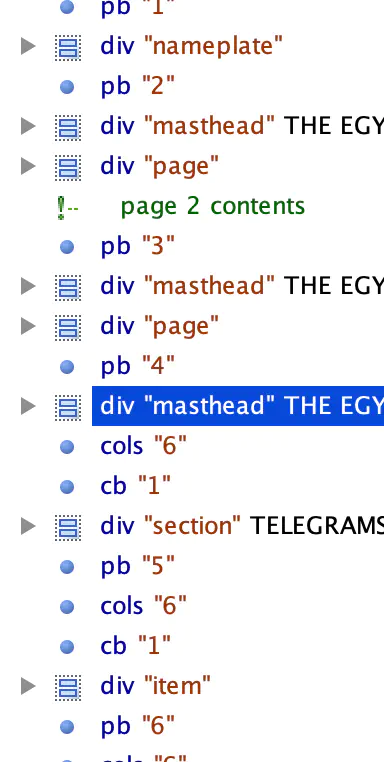 pb "1"
div "nameplate"
pb "2"
div "masthead" THE EGY
div "page"
!-- page 2 contents
pb "3"
div "masthead" THE EGY
div "page"
pb "4"
div "masthead" THE EGY
cols "6"
cb "1"
div "section" TELEGRAMS
pb "5"
cols "6"
cb "1"
div "item"
pb "6"
cols "6"